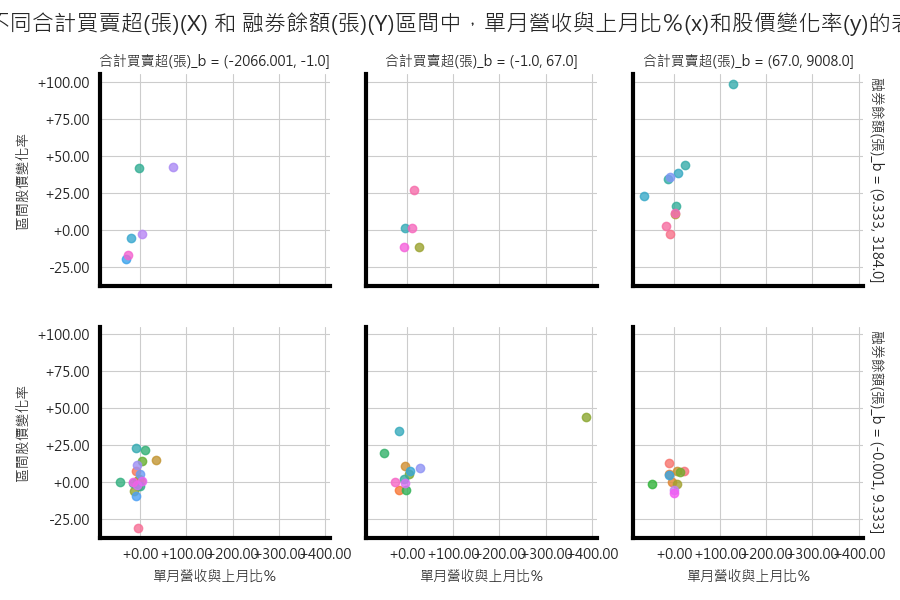 不同合計買賣超(張)(X) 和 融券餘額(張)(Y)區間中，單月營收與上月比%(x)和股價變化率(y)的表
合計買賣超(張)_b = (-2066.001, -1.0]
合計買賣超(張)_b = (-1.0, 67.0]
合計買賣超(張)_b = (67.0, 9008.0]
+100.00
+75.00
+50.00
+25.00
+0.00
-25.00
區間股價變化率
融券餘額(張)_b = (9.333, 3184.0]
+100.00
+75.00
+50.00
+25.00
+0.00
-25.00
區間股價變化率
融券餘額(張)_b = (-0.001, 9.333]
+0.00 +100.00 +200.00 +300.00 +400.00
+0.00 +100.00 +200.00 +300.00 +400.00
+0.00 +100.00 +200.00 +300.00 +400.00
單月營收與上月比%
單月營收與上月比%
單月營收與上月比%